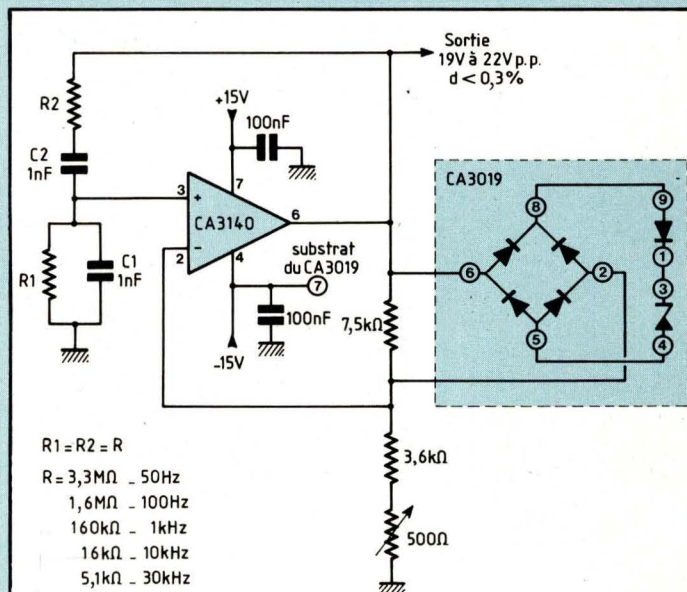 Sortie
19V à 22V p.p.
d < 0,3%
R2
+15V
100nF
C2
1nF
CA3019
3
+
7
CA3140
6
2
-
4
9
8
1
6
2
3
5
4
R1
C1
1nF
substrat
du CA3019
7
100nF
7,5kΩ
-15V
R1=R2=R
R=3,3MΩ _ 50Hz
1,6MΩ _ 100Hz
160kΩ _ 1kHz
16kΩ _ 10kHz
5,1kΩ _ 30kHz
3,6kΩ
500Ω